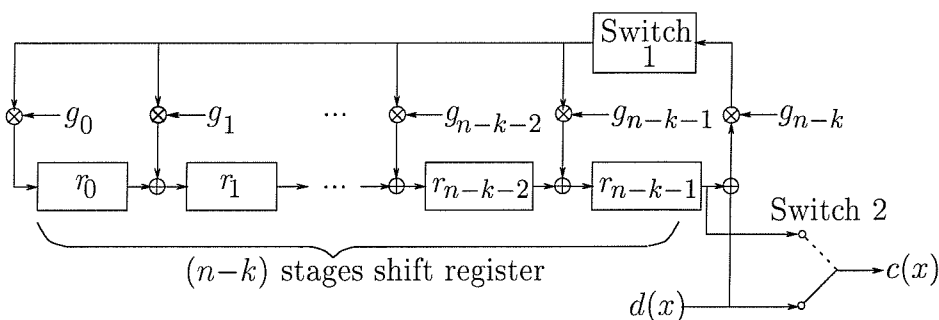 Switch
1
g_0 g_1 ... g_{n-k-2} g_{n-k-1} g_{n-k}
r_0 r_1 ... r_{n-k-2} r_{n-k-1}
Switch 2
(n-k) stages shift register
c(x)
d(x)